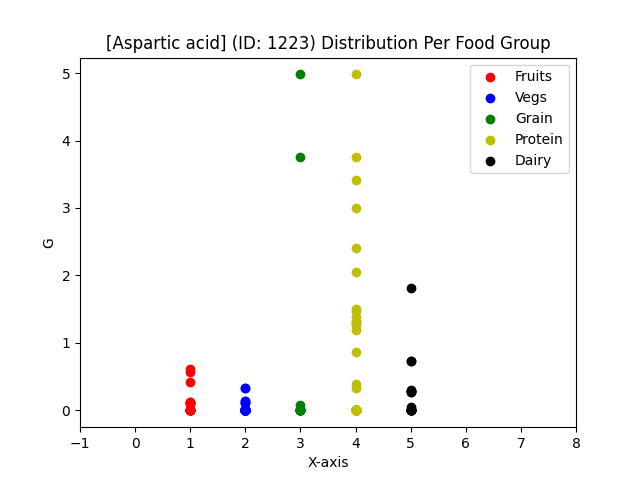 [Aspartic acid] (ID: 1223) Distribution Per Food Group
Fruits
Vegs
Grain
Protein
Dairy
5
4
3
2
1
0
G
−1 0 1 2 3 4 5 6 7 8
X-axis